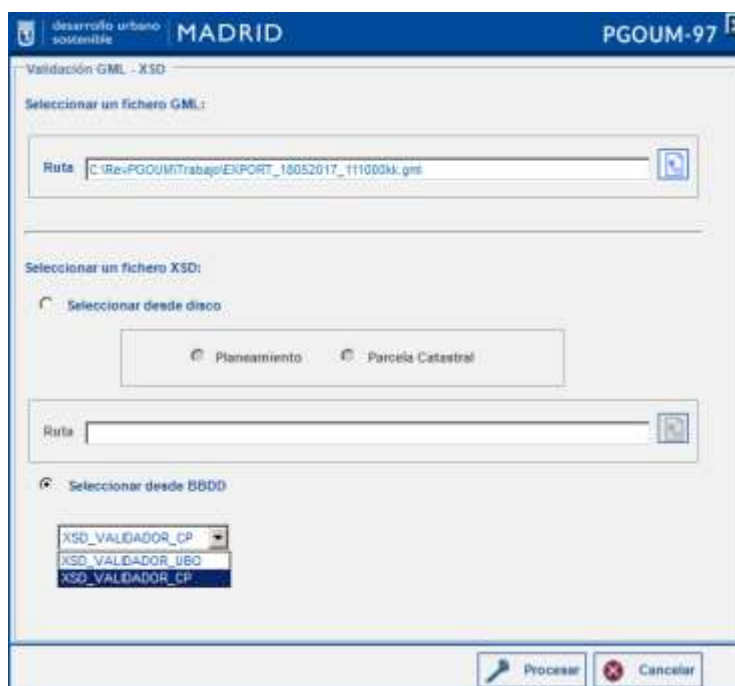 desarrollo urbano
sostenible
MADRID
PGOUM-97
Validación GML - XSD
Seleccionar un fichero GML:
Ruta C:\RevPGOUM\Trabajo\EXPORT_18052017_111000kk.gml
Seleccionar un fichero XSD:
Seleccionar desde disco
Planeamiento Parcela Catastral
Ruta
Seleccionar desde BBDD
XSD_VALIDADOR_CP
XSD_VALIDADOR_UBO
XSD_VALIDADOR_CP
Procesar Cancelar